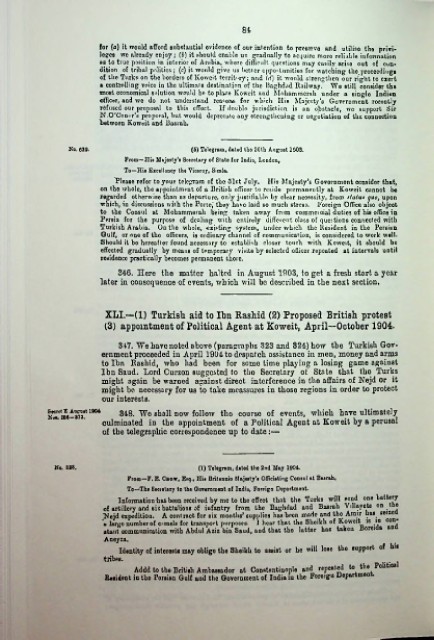 84
for (a) it would afford substantial evidence of our intention to preserve and utilise the privi-
leges we already enjoy; (b) it should enable us gradually to acquire more reliable information
as to true position in interior of Arabia, where difficult questions may easily arise out of con-
dition of tribal politics; (c) it would give us better opportunities for watching the proceedings
of the Turks on the borders of Koweit territory; and (d) it would strengthen our right to exert
a controlling voice in the ultimate destination of the Baghdad Railway. We still consider the
most economical solution would be to place Koweit and Mohammerah under a single Indian
officer, and we do not understand reasons for which His Majesty's Government recently
refused our proposal to this effect. If double jurisdiction is an obstacle, we support Sir
N. O'Conor's proposal, but would deprecate any strengthening or negotiation of the connection
between Koweit and Basrah.
(5) Telegram, dated the 20th August 1903.
From—His Majesty's Secretary of State for India, London,
To—His Excellency the Viceroy, Simla.
Please refer to your telegram of the 31st July. His Majesty's Government consider that,
on the whole, the appointment of a British officer to reside permanently at Koweit cannot be
regarded otherwise than as departure, only justifiable by clear necessity, from status quo, upon
which, in discussions with the Porte, they have laid so much stress. Foreign Office also object
to the Consul at Mohammerah being taken away from commercial duties of his office in
Persia for the purpose of dealing with entirely different class of questions connected with
Turkish Arabia. On the whole, existing system, under which the Resident in the Persian
Gulf, or one of the officers, is ordinary channel of communication, is considered to work well.
Should it be hereafter found necessary to establish closer touch with Koweit, it should be
effected gradually by means of temporary visits by selected officers repeated at intervals until
residence practically becomes permanent there.
346. Here the matter halted in August 1903, to get a fresh start a year
later in consequence of events, which will be described in the next section.
XLI.—(1) Turkish aid to Ibn Rashid (2) Proposed British protest
(3) appointment of Political Agent at Koweit, April—October 1904.
347. We have noted above (paragraphs 323 and 324) how the Turkish Gov-
ernment proceeded in April 1904 to despatch assistance in men, money and arms
to Ibn Rashid, who had been for some time playing a losing game against
Ibn Saud. Lord Curzon suggested to the Secretary of State that the Turks
might again be warned against direct interference in the affairs of Nejd or it
might be necessary for us to take measures in those regions in order to protect
our interests.
Secret E August 1904
348. We shall now follow the course of events, which have ultimately
culminated in the appointment of a Political Agent at Koweit by a perusal
of the telegraphic correspondence up to date:—
(1) Telegram, dated the 2nd May 1904.
From—F. E. Crow, Esq., His Britannic Majesty's Officiating Consul at Basrah,
To—The Secretary to the Government of India, Foreign Department.
Information has been received by me to the effect that the Turks will send one battery
of artillery and six battalions of infantry from the Baghdad and Basrah Villayets on the
Nejd expedition. A contract for six months' supplies has been made and the Amir has seized
a large number of camels for transport purposes. I hear that the Sheikh of Koweit is in con-
stant communication with Abdul Aziz bin Saud, and that the latter has taken Boreida and
Aneyza.
Identity of interests may oblige the Sheikh to assist or he will lose the support of his
tribes.
Addd to the British Ambassador at Constantinople and repeated to the Political
Resident in the Persian Gulf and the Government of India in the Foreign Department.